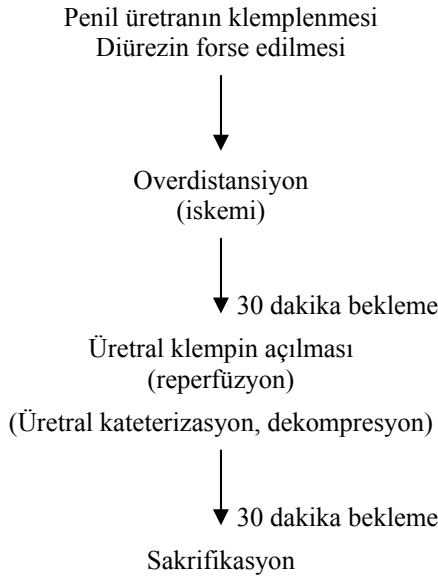 Penil üretranın klemplenmesi
Diürezin forse edilmesi
Overdistansiyon
(iskemi)
30 dakika bekleme
Üretral klempin açılması
(reperfüzyon)
(Üretral kateterizasyon, dekompresyon)
30 dakika bekleme
Sakrifikasyon